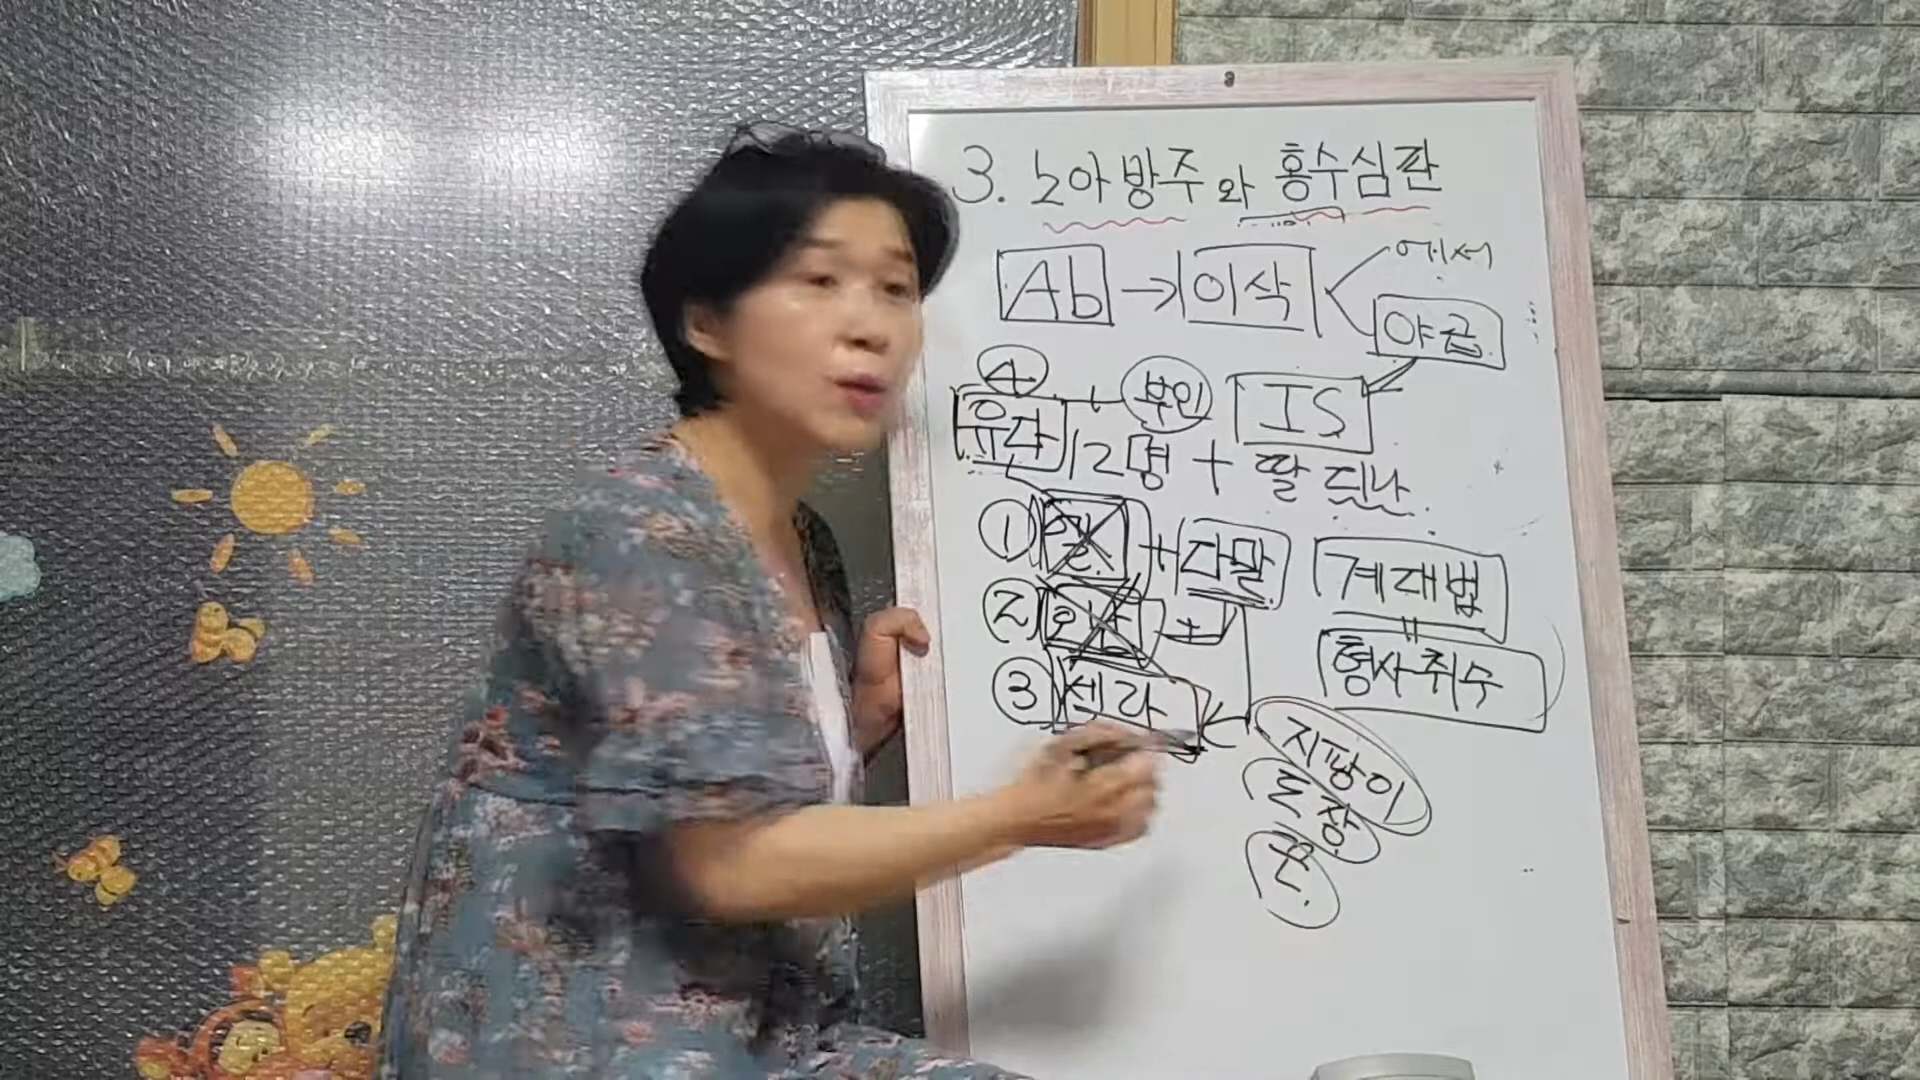 3. 노아방주와 홍수심판
Ab → 이삭 에서
야곱
유다 + 부인 IS
12명 + 딸 디나
① 엘 + 다말 계대법
② 오난 + 형사취수
③ 셀라
지팡이
도장
끈